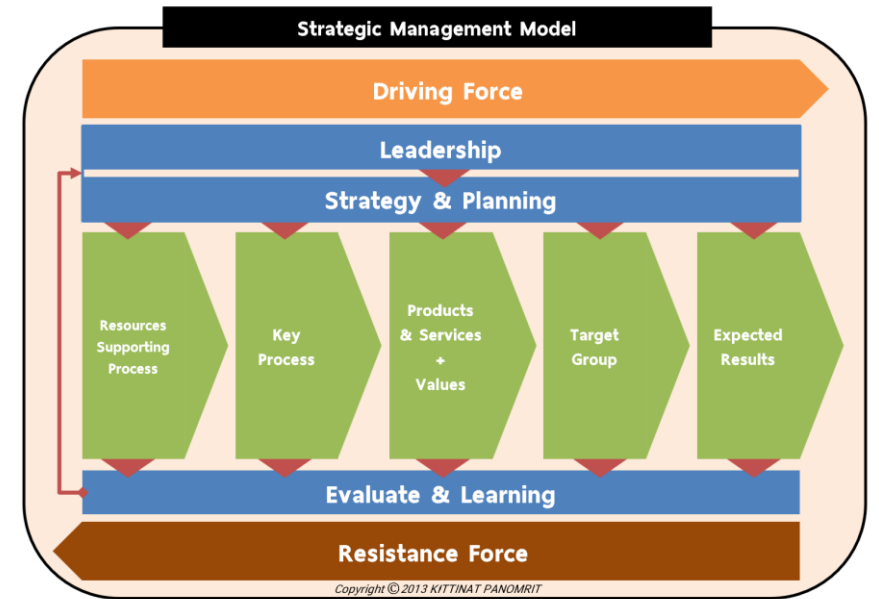 Strategic Management Model
Driving Force
Leadership
Strategy & Planning
Resources
Supporting
Process
Key
Process
Products
& Services
+
Values
Target
Group
Expected
Results
Evaluate & Learning
Resistance Force
Copyright © 2013 KITTINAT PANOMRIT